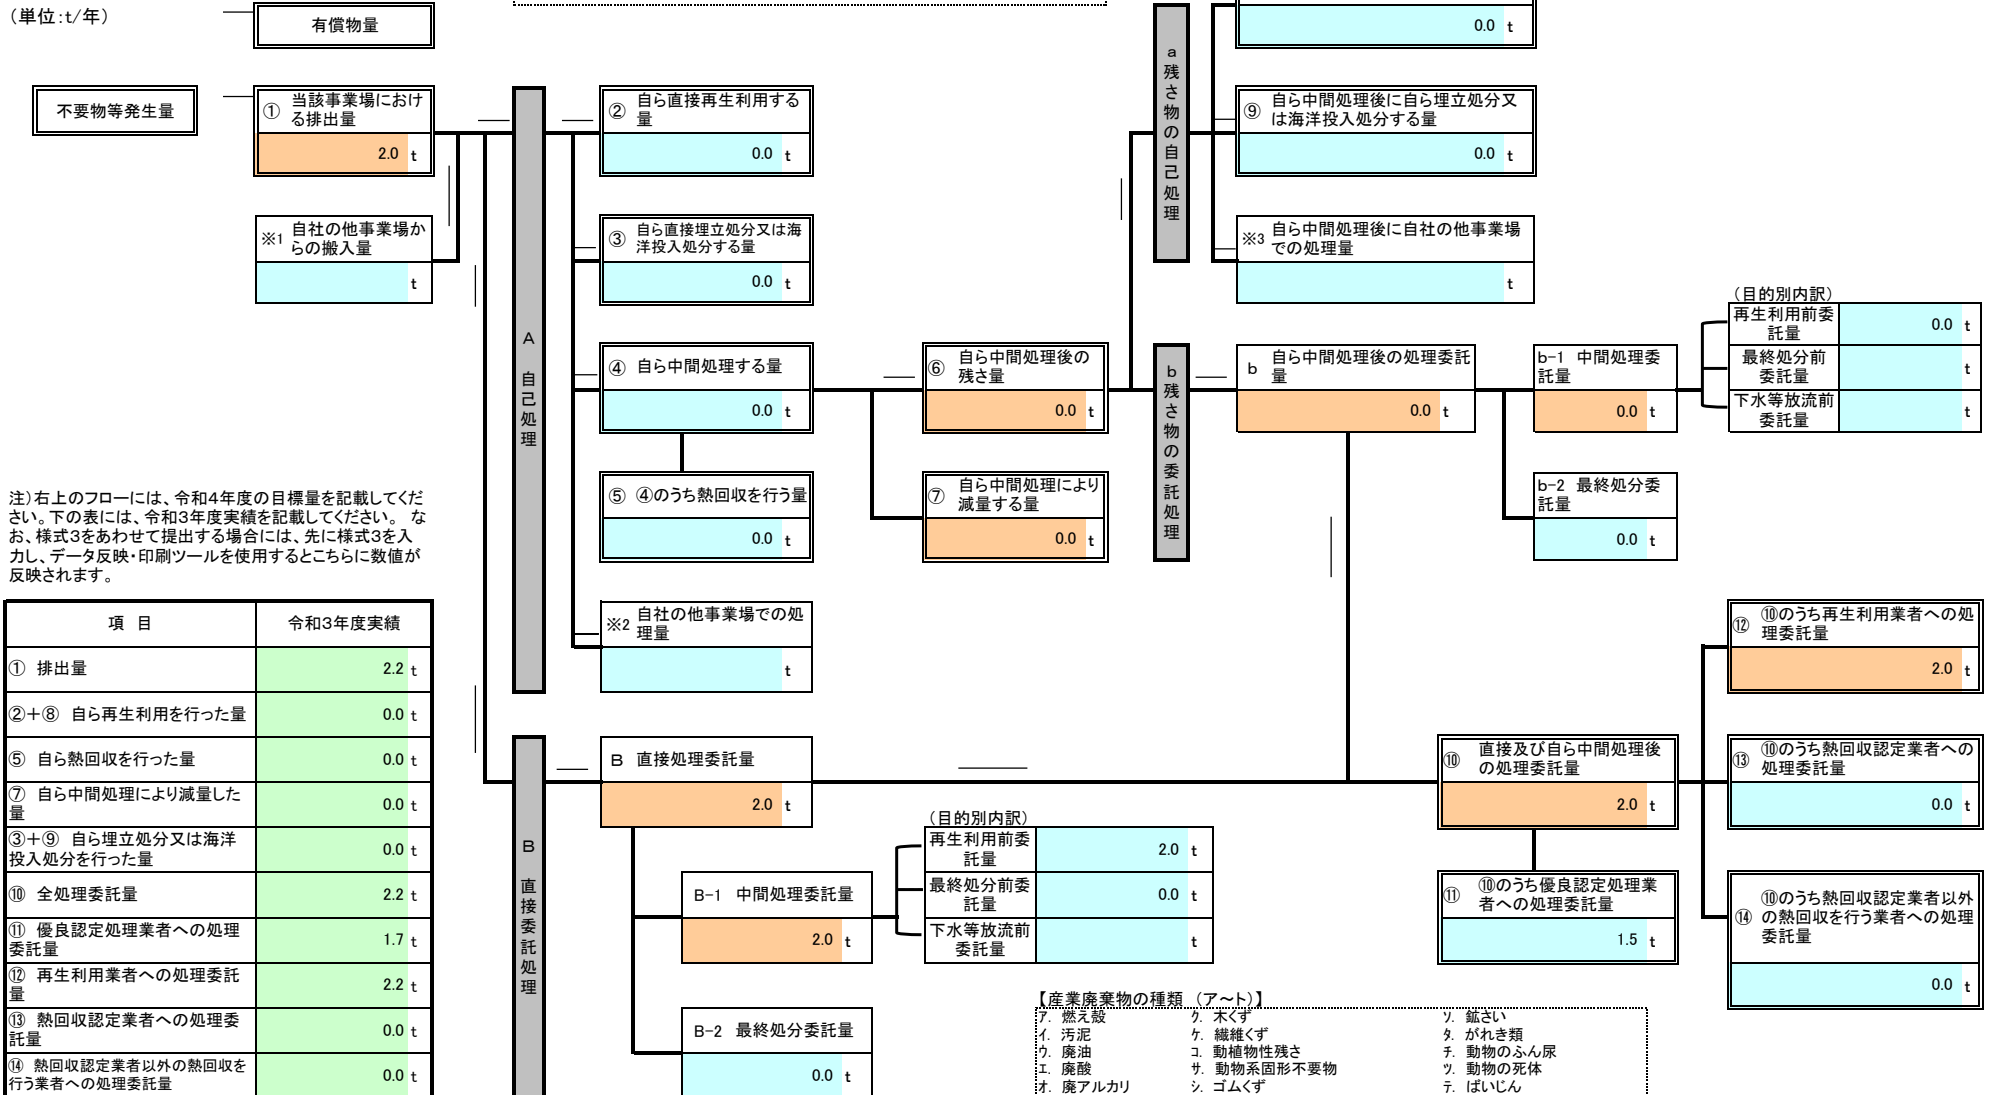 （単位:t/年）
有償物量
0.0 t
不要物等発生量
① 当該事業場におけ
る排出量
2.0 t
※1 自社の他事業場か
らの搬入量
t
A 自己処理
② 自ら直接再生利用する
量
0.0 t
③ 自ら直接埋立処分又は海
洋投入処分する量
0.0 t
④ 自ら中間処理する量
0.0 t
⑤ ④のうち熱回収を行う量
0.0 t
※2 自社の他事業場での処
理量
t
⑥ 自ら中間処理後の
残さ量
0.0 t
⑦ 自ら中間処理により
減量する量
0.0 t
a 残さ物の自己処理
⑨ 自ら中間処理後に自ら埋立処分又
は海洋投入処分する量
0.0 t
※3 自ら中間処理後に自社の他事業場
での処理量
t
b 残さ物の委託処理
b 自ら中間処理後の処理委託
量
0.0 t
b-1 中間処理委
託量
0.0 t
b-2 最終処分委
託量
0.0 t
（目的別内訳）
再生利用前委
託量
0.0 t
最終処分前
委託量
t
下水等放流前
委託量
t
注）右上のフローには、令和4年度の目標量を記載してくだ
さい。下の表には、令和3年度実績を記載してください。 な
お、様式3をあわせて提出する場合には、先に様式3を入
力し、データ反映・印刷ツールを使用するとこちらに数値が
反映されます。
項 目 令和3年度実績
① 排出量 2.2 t
②＋⑧ 自ら再生利用を行った量 0.0 t
⑤ 自ら熱回収を行った量 0.0 t
⑦ 自ら中間処理により減量した
量 0.0 t
③＋⑨ 自ら埋立処分又は海洋
投入処分を行った量 0.0 t
⑩ 全処理委託量 2.2 t
⑪ 優良認定処理業者への処理
委託量 1.7 t
⑫ 再生利用業者への処理委託
量 2.2 t
⑬ 熱回収認定業者への処理委
託量 0.0 t
⑭ 熱回収認定業者以外の熱回収を
行う業者への処理委託量 0.0 t
B 直接委託処理
B 直接処理委託量
2.0 t
B-1 中間処理委託量
2.0 t
B-2 最終処分委託量
0.0 t
（目的別内訳）
再生利用前委
託量
2.0 t
最終処分前委
託量
0.0 t
下水等放流前
委託量
t
⑩ 直接及び自ら中間処理後
の処理委託量
2.0 t
⑪ ⑩のうち優良認定処理業
者への処理委託量
1.5 t
⑫ ⑩のうち再生利用業者への処
理委託量
2.0 t
⑬ ⑩のうち熱回収認定業者への
処理委託量
0.0 t
⑭ ⑩のうち熱回収認定業者以外
の熱回収を行う業者への処理
委託量
0.0 t
【産業廃棄物の種類 （ア～ト）】
ア. 燃え殻 ク. 木くず ソ. 鉱さい
イ. 汚泥 ケ. 繊維くず タ. がれき類
ウ. 廃油 コ. 動植物性残さ チ. 動物のふん尿
エ. 廃酸 サ. 動物系固形不要物 ツ. 動物の死体
オ. 廃アルカリ シ. ゴムくず テ. ばいじん